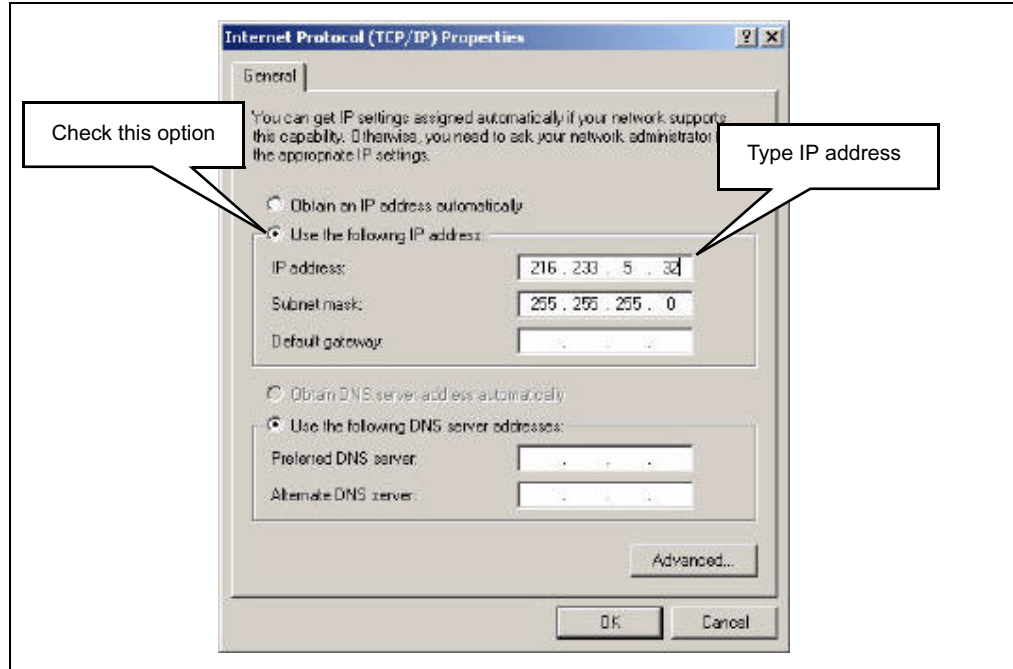 Internet Protocol (TCP/IP) Properties
General
You can get IP settings assigned automatically if your network supports
this capability. Otherwise, you need to ask your network administrator
the appropriate IP settings.
Check this option
Type IP address
Obtain an IP address automatically
Use the following IP address:
IP address: 216 . 233 . 5 . 32
Subnet mask: 255 . 255 . 255 . 0
Default gateway: . . .
Obtain DNS server address automatically
Use the following DNS server addresses:
Preferred DNS server: . . .
Alternate DNS server: . . .
Advanced...
OK Cancel